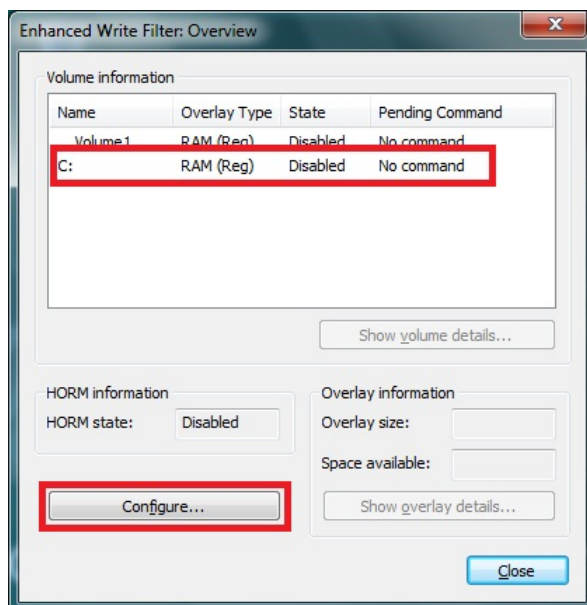 Enhanced Write Filter: Overview
Volume information
Name Overlay Type State Pending Command
Volume1 RAM (Reg) Disabled No command
C: RAM (Reg) Disabled No command
Show volume details...
HORM information
HORM state: Disabled
Overlay information
Overlay size:
Space available:
Configure...
Show overlay details...
Close